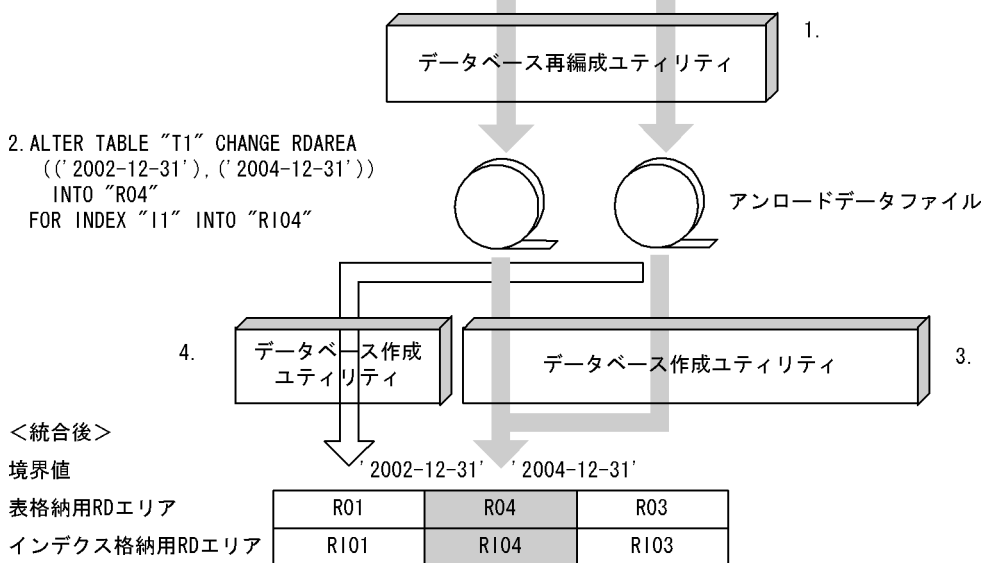 1.
データベース再編成ユティリティ
2.ALTER TABLE "T1" CHANGE RDAREA
(('2002-12-31'),('2004-12-31'))
INTO "R04"
FOR INDEX "I1" INTO "RI04"
アンロードデータファイル
4.
データベース作成
ユティリティ
データベース作成ユティリティ
3.
＜統合後＞
境界値 '2002-12-31' '2004-12-31'
表格納用RDエリア R01 R04 R03
インデクス格納用RDエリア RI01 RI04 RI03